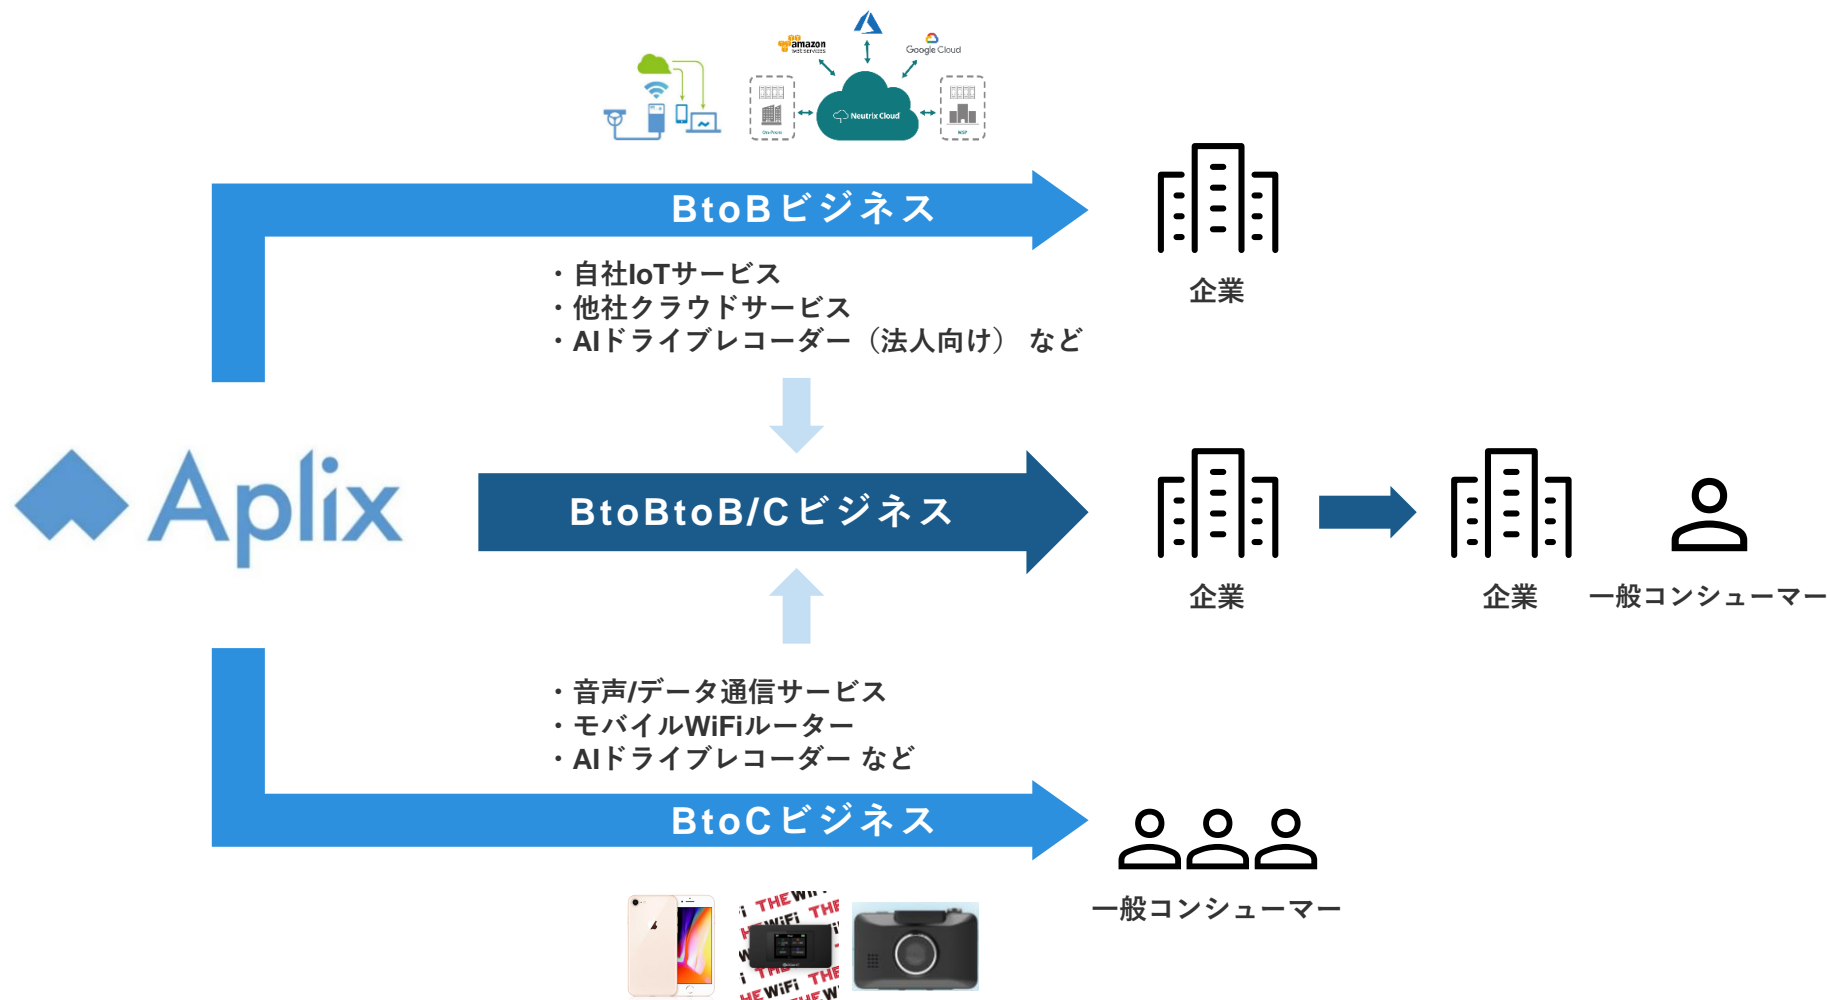 amazon
web services
Google Cloud
Neutrix Cloud
On-Prem
MSP
BtoBビジネス
・自社IoTサービス
・他社クラウドサービス
・AIドライブレコーダー（法人向け） など
企業
Aplix
BtoBtoB/Cビジネス
企業
企業
一般コンシューマー
・音声/データ通信サービス
・モバイルWiFiルーター
・AIドライブレコーダー など
BtoCビジネス
一般コンシューマー
THE WiFi